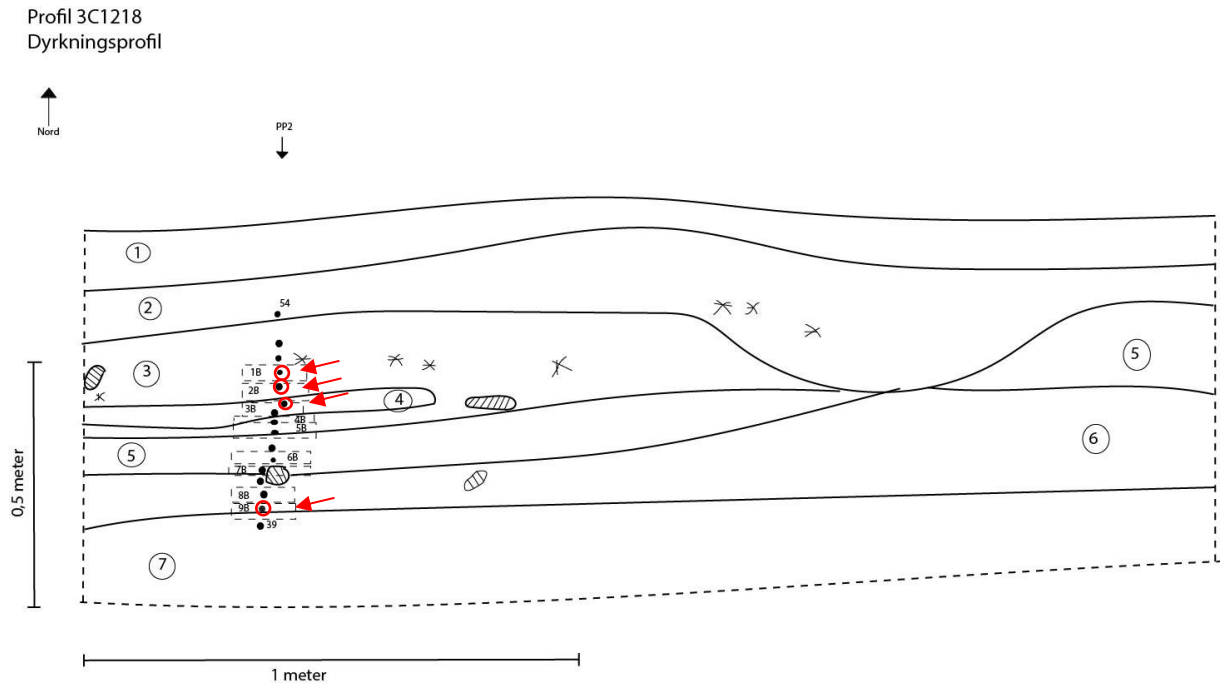 Profil 3C1218
Dyrkningsprofil
Nord
PP2
1
2
54
3
1B
2B
3B
4
4B
5B
5
5
6
6B
7B
8B
9B
39
7
0,5 meter
1 meter